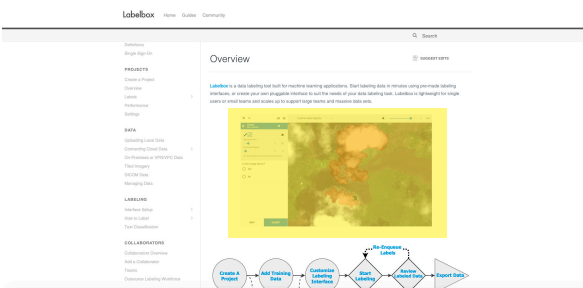 Labelbox Home Guides Community
Search
Definitions
Single Sign On
PROJECTS
Create a Project
Overview
Labels
Preferences
Settings
DATA
Uploading Local Data
Connecting Cloud Data
On-Premises or VPN/VPC Data
Tiled Imagery
DICOM Data
Managing Data
LABELING
Interface Setup
How to Label
Text Classification
COLLABORATORS
Collaborators Overview
Add a Collaborator
Teams
Outsource Labeling Workforce
Overview
SUGGEST EDITS
Labelbox is a data labeling tool built for machine learning applications. Start labeling data in minutes using pre-made labeling
interfaces, or create your own pluggable interface to suit the needs of your data labeling task. Labelbox is lightweight for single
users or small teams and scales up to support large teams and massive data sets.
Re-Enqueue
Labels
Create A
Project
Add Training
Data
Customize
Labeling
Interface
Start
Labeling
Review
Labeled Data
Export Data